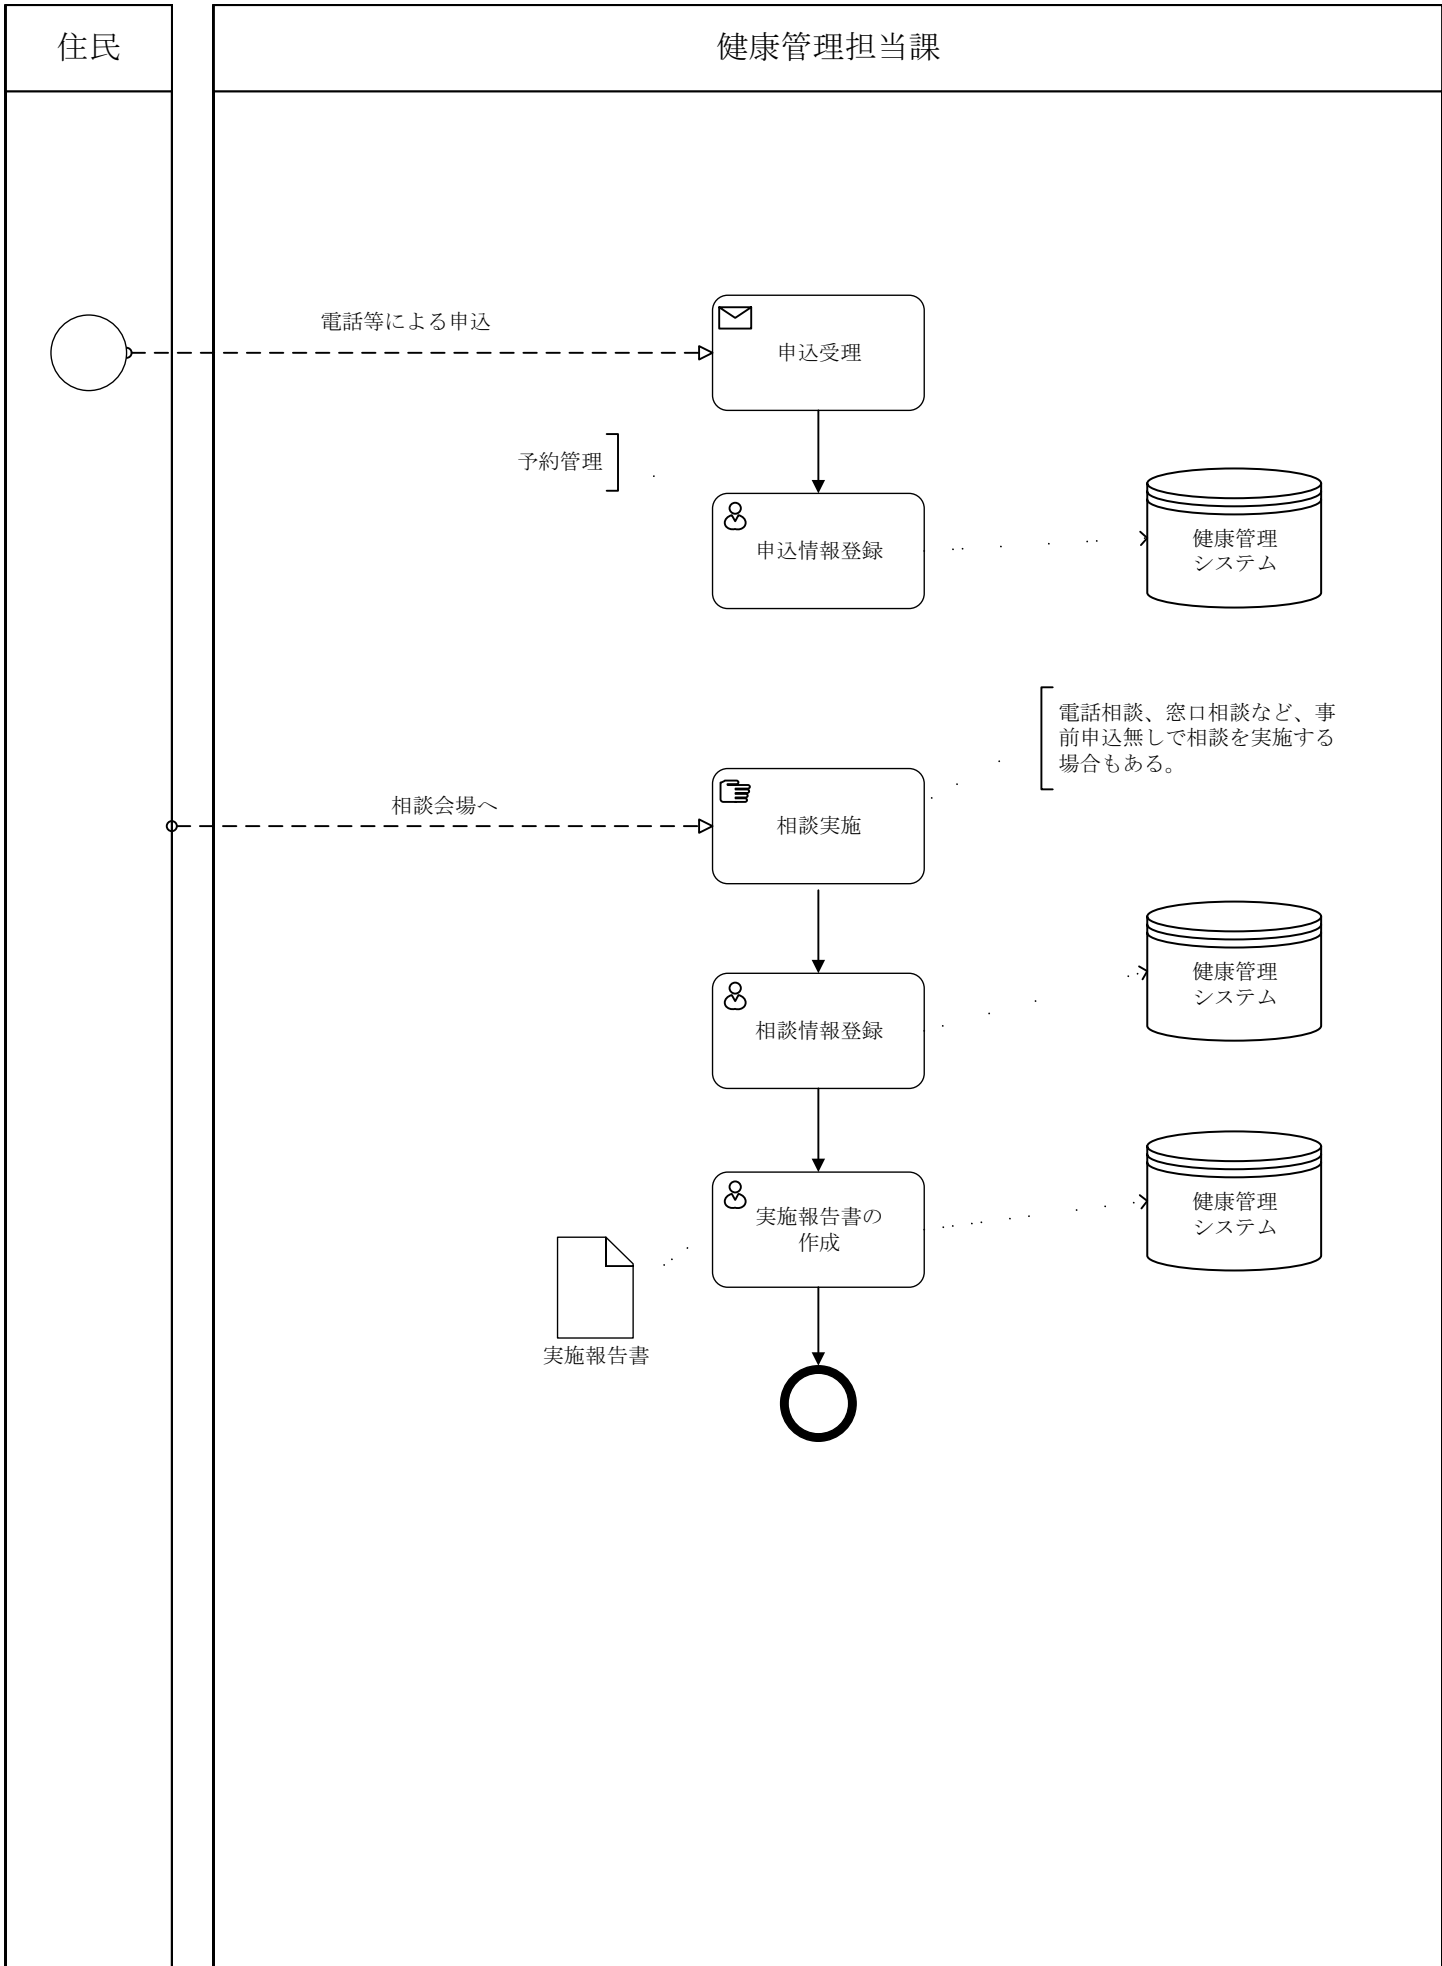 住民
健康管理担当課
電話等による申込
申込受理
予約管理
申込情報登録
健康管理
システム
電話相談、窓口相談など、事
前申込無しで相談を実施する
場合もある。
相談会場へ
相談実施
健康管理
システム
相談情報登録
健康管理
システム
実施報告書の
作成
実施報告書